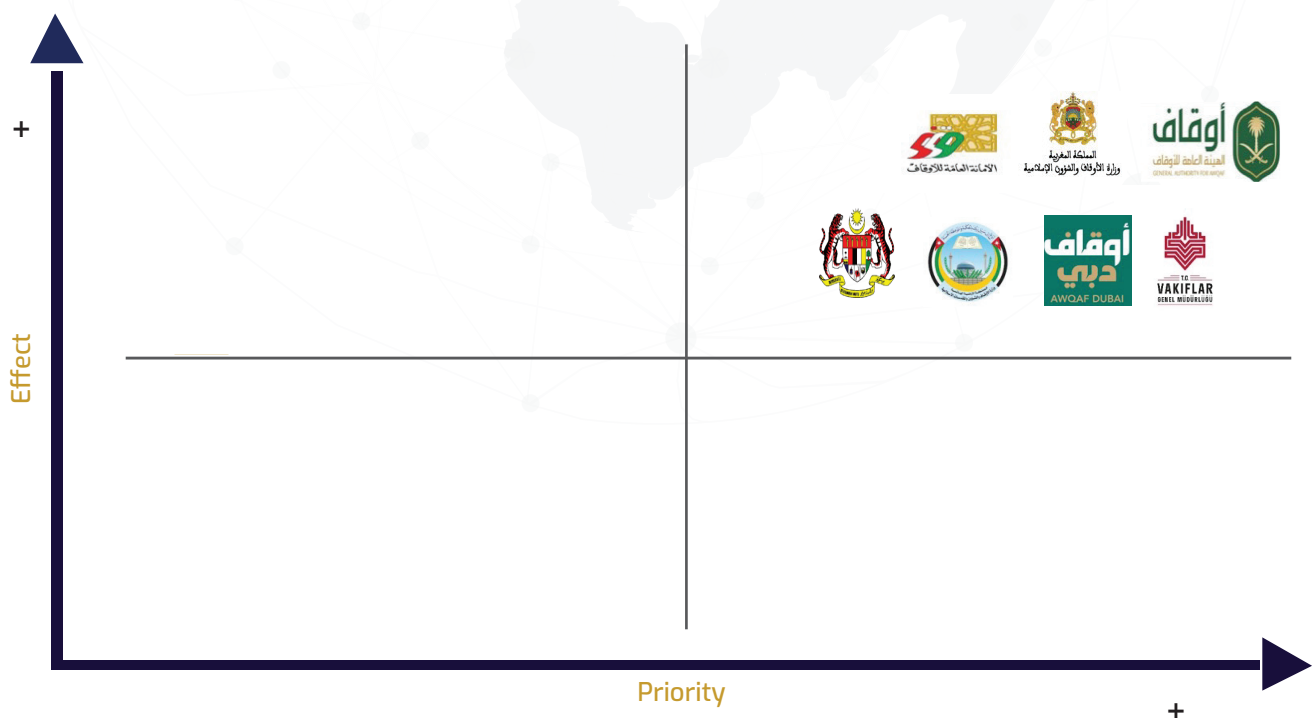 +
الأمانة العامة للأوقاف
المملكة المغربية
وزارة الأوقاف والشؤون الإسلامية
أوقاف
الهيئة العامة للأوقاف
GENERAL AUTHORITY FOR AWQAF
أوقاف
دبي
AWQAF DUBAI
T.C.
VAKIFLAR
GENEL MÜDÜRLÜĞÜ
Effect
Priority
+